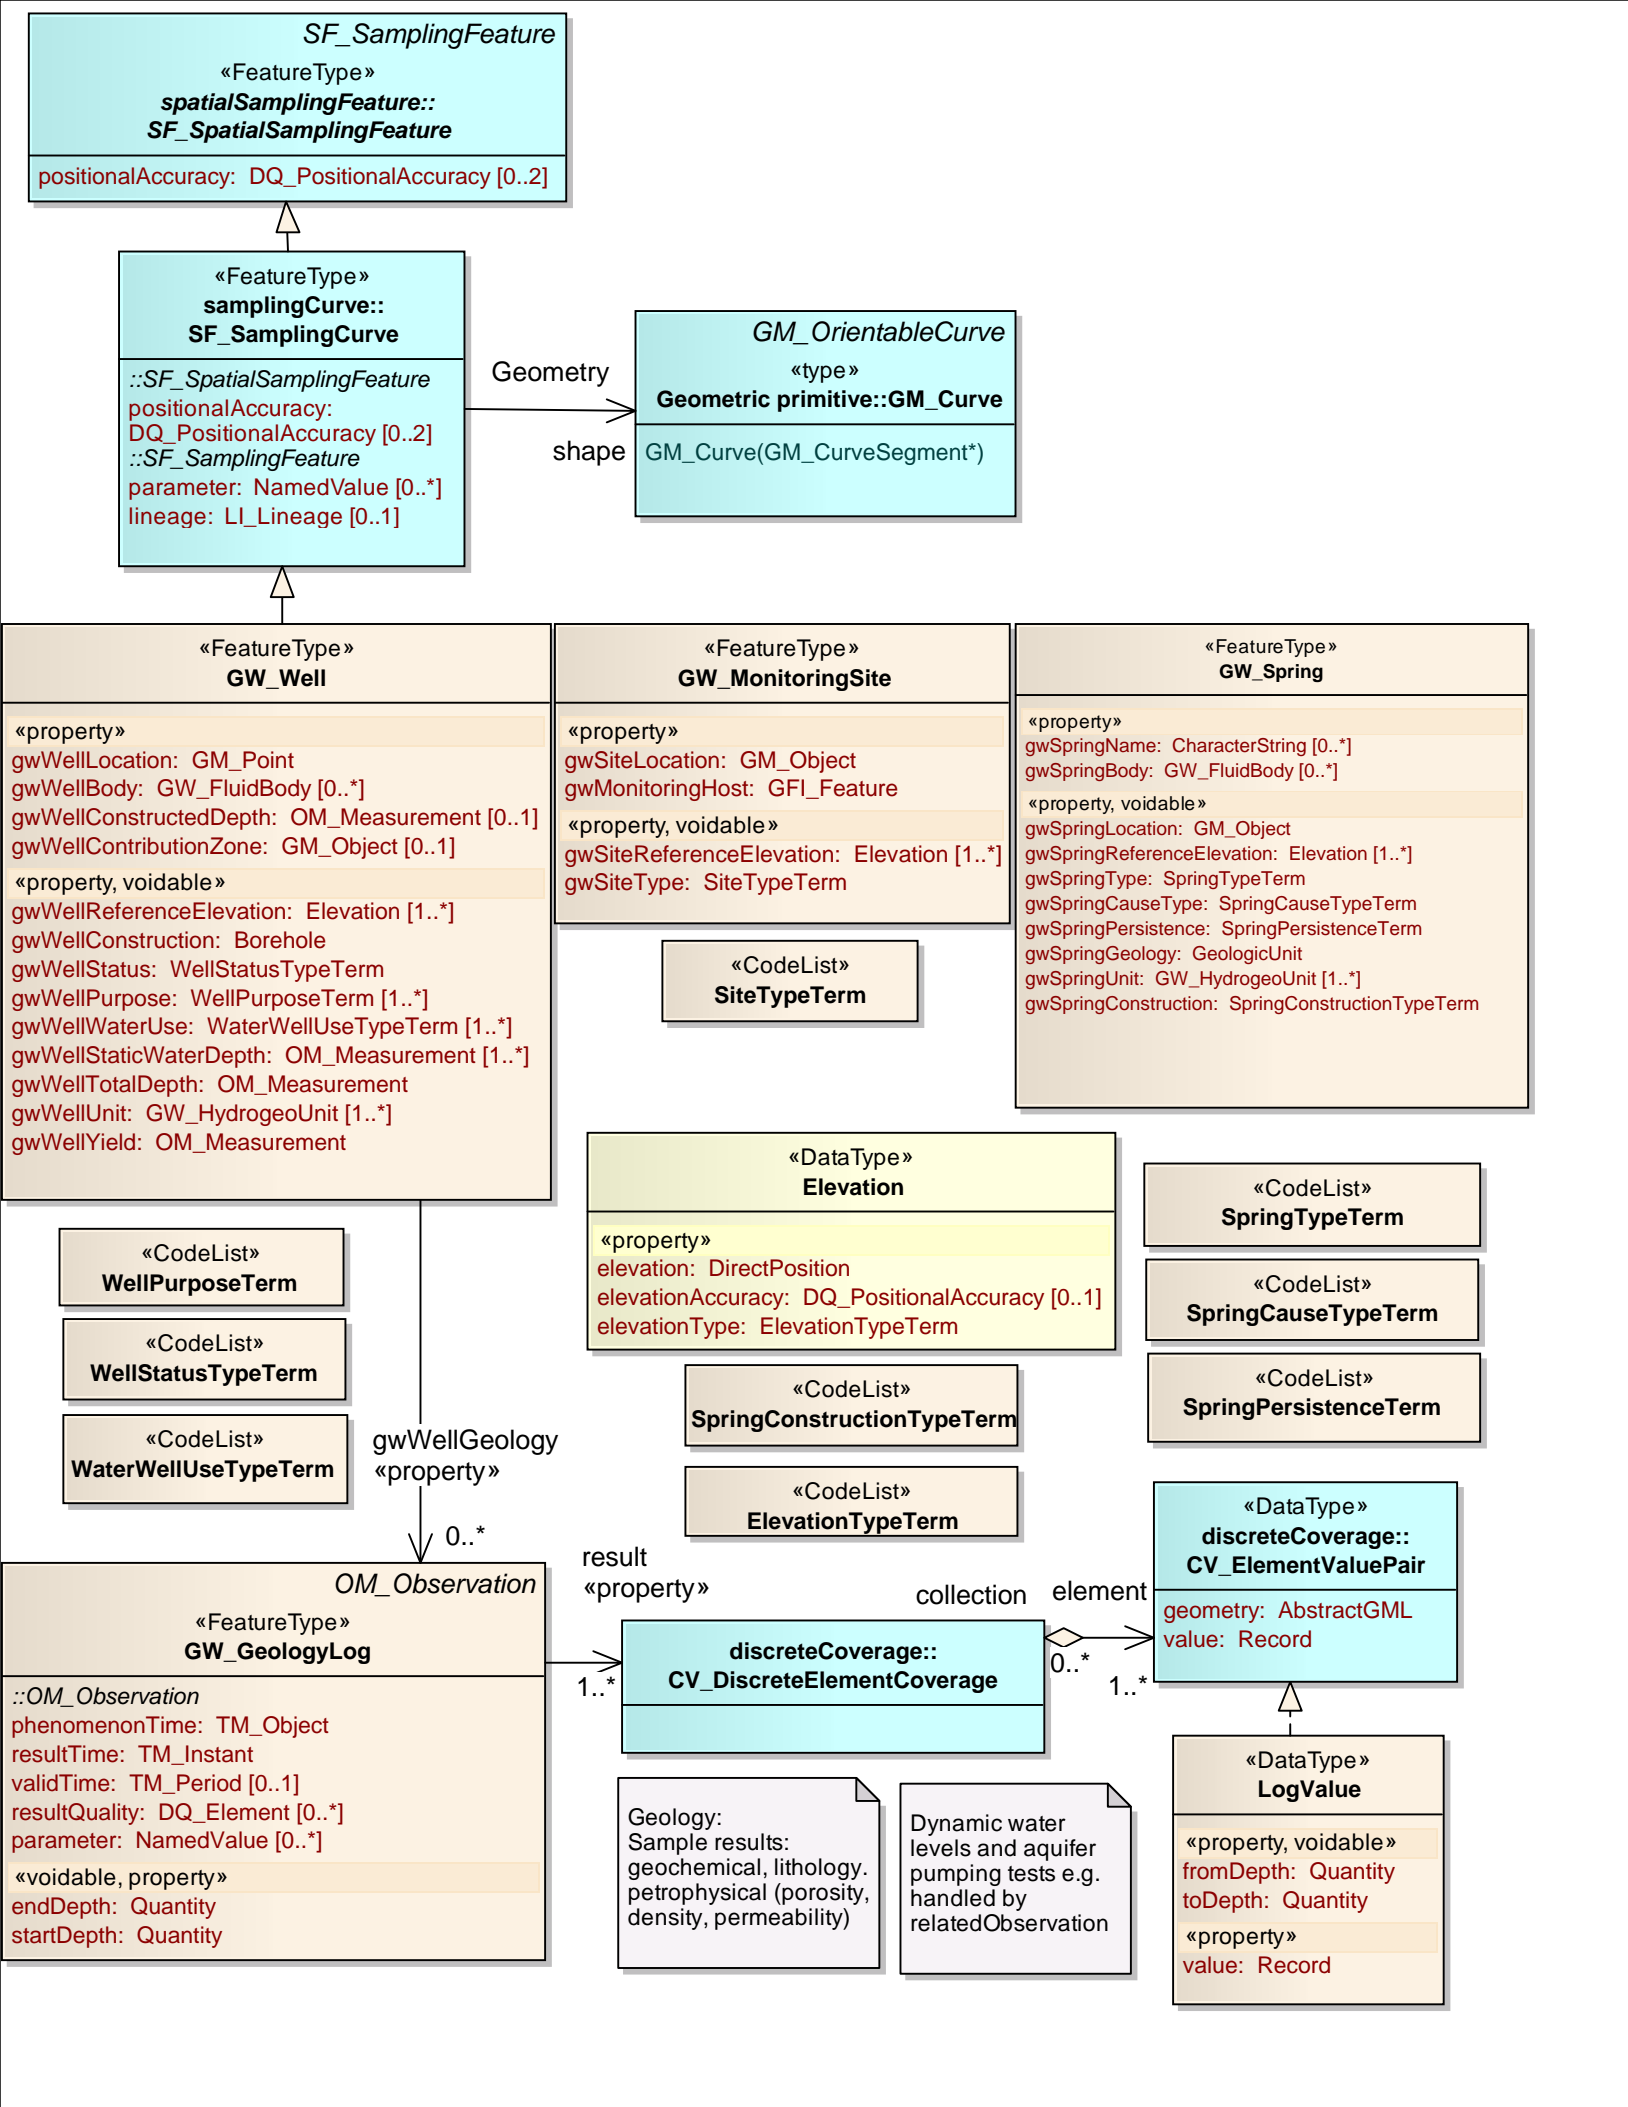 SF_SamplingFeature
«FeatureType»
spatialSamplingFeature::
SF_SpatialSamplingFeature
positionalAccuracy: DQ_PositionalAccuracy [0..2]
«FeatureType»
samplingCurve::
SF_SamplingCurve
::SF_SpatialSamplingFeature
positionalAccuracy:
DQ_PositionalAccuracy [0..2]
::SF_SamplingFeature
parameter: NamedValue [0..*]
lineage: LI_Lineage [0..1]
Geometry
shape
GM_OrientableCurve
«type»
Geometric primitive::GM_Curve
GM_Curve(GM_CurveSegment*)
«FeatureType»
GW_Well
«property»
gwWellLocation: GM_Point
gwWellBody: GW_FluidBody [0..*]
gwWellConstructedDepth: OM_Measurement [0..1]
gwWellContributionZone: GM_Object [0..1]
«property, voidable»
gwWellReferenceElevation: Elevation [1..*]
gwWellConstruction: Borehole
gwWellStatus: WellStatusTypeTerm
gwWellPurpose: WellPurposeTerm [1..*]
gwWellWaterUse: WaterWellUseTypeTerm [1..*]
gwWellStaticWaterDepth: OM_Measurement [1..*]
gwWellTotalDepth: OM_Measurement
gwWellUnit: GW_HydrogeoUnit [1..*]
gwWellYield: OM_Measurement
«FeatureType»
GW_MonitoringSite
«property»
gwSiteLocation: GM_Object
gwMonitoringHost: GFI_Feature
«property, voidable»
gwSiteReferenceElevation: Elevation [1..*]
gwSiteType: SiteTypeTerm
«CodeList»
SiteTypeTerm
«FeatureType»
GW_Spring
«property»
gwSpringName: CharacterString [0..*]
gwSpringBody: GW_FluidBody [0..*]
«property, voidable»
gwSpringLocation: GM_Object
gwSpringReferenceElevation: Elevation [1..*]
gwSpringType: SpringTypeTerm
gwSpringCauseType: SpringCauseTypeTerm
gwSpringPersistence: SpringPersistenceTerm
gwSpringGeology: GeologicUnit
gwSpringUnit: GW_HydrogeoUnit [1..*]
gwSpringConstruction: SpringConstructionTypeTerm
«DataType»
Elevation
«property»
elevation: DirectPosition
elevationAccuracy: DQ_PositionalAccuracy [0..1]
elevationType: ElevationTypeTerm
«CodeList»
SpringTypeTerm
«CodeList»
SpringCauseTypeTerm
«CodeList»
SpringPersistenceTerm
«CodeList»
WellPurposeTerm
«CodeList»
WellStatusTypeTerm
«CodeList»
WaterWellUseTypeTerm
gwWellGeology
«property»
0..*
«CodeList»
SpringConstructionTypeTerm
«CodeList»
ElevationTypeTerm
OM_Observation
«FeatureType»
GW_GeologyLog
::OM_Observation
phenomenonTime: TM_Object
resultTime: TM_Instant
validTime: TM_Period [0..1]
resultQuality: DQ_Element [0..*]
parameter: NamedValue [0..*]
«voidable, property»
endDepth: Quantity
startDepth: Quantity
result
«property»
1..*
discreteCoverage::
CV_DiscreteElementCoverage
collection
0..*
element
1..*
«DataType»
discreteCoverage::
CV_ElementValuePair
geometry: AbstractGML
value: Record
Geology:
Sample results:
geochemical, lithology.
petrophysical (porosity,
density, permeability)
Dynamic water
levels and aquifer
pumping tests e.g.
handled by
relatedObservation
«DataType»
LogValue
«property, voidable»
fromDepth: Quantity
toDepth: Quantity
«property»
value: Record